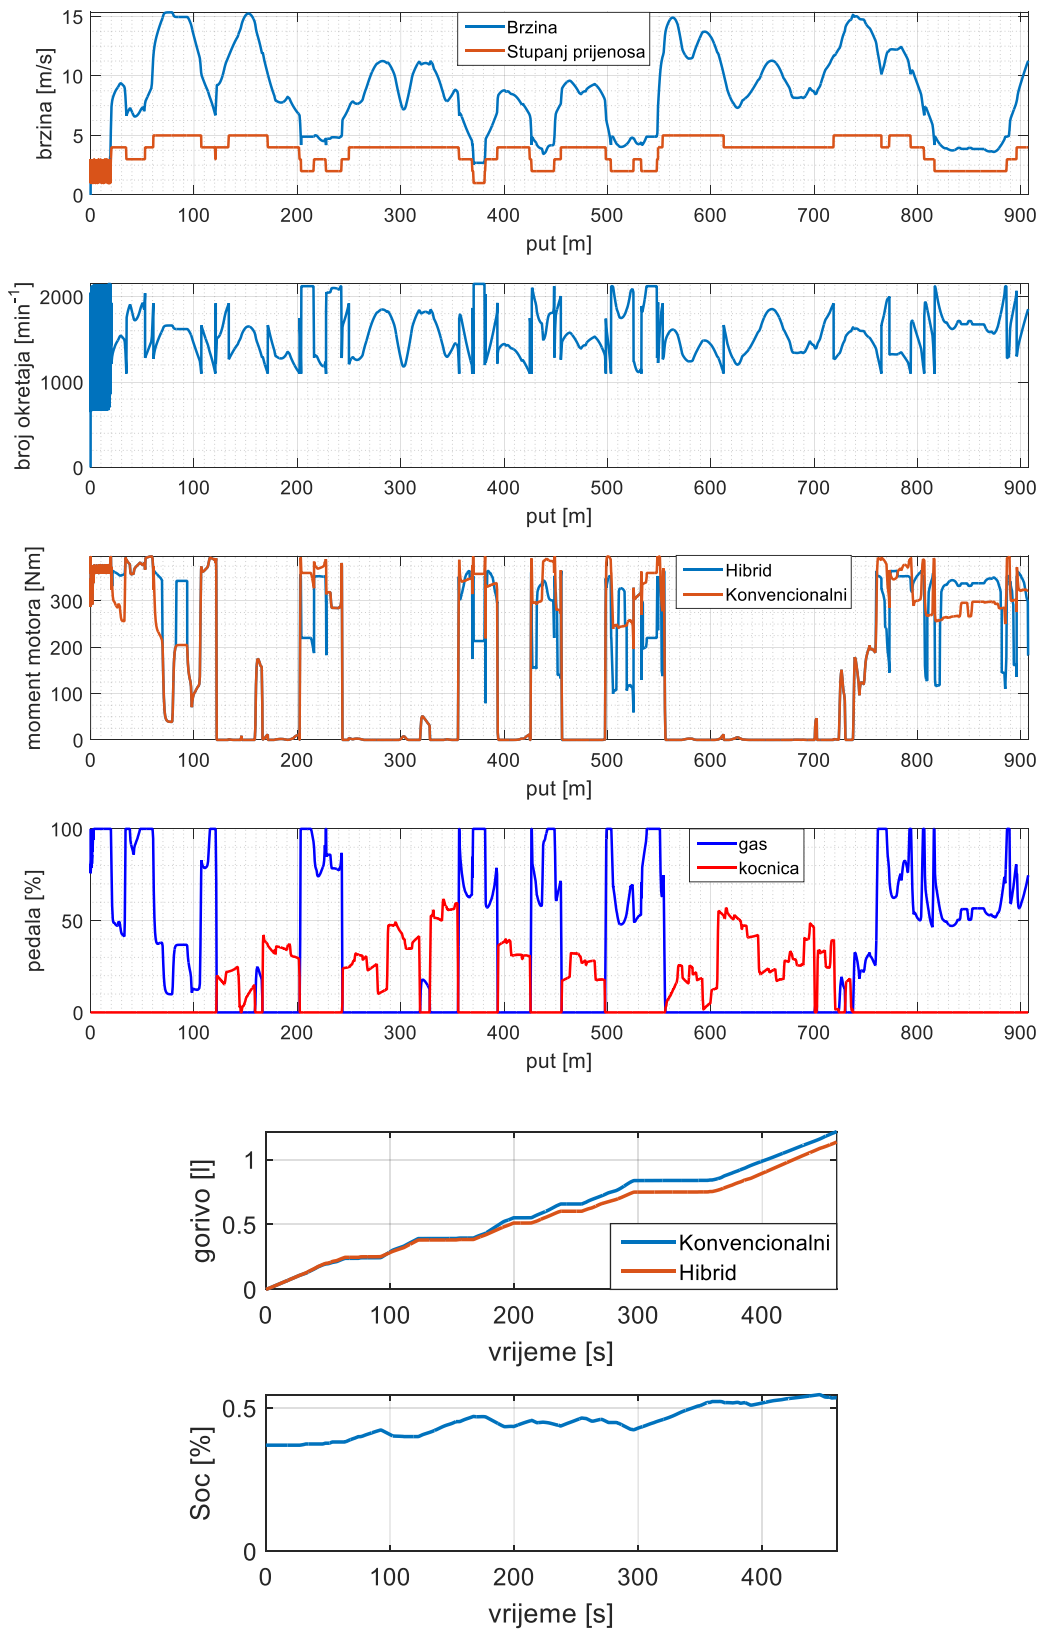 15
10
5
0
brzina [m/s]
Brzina
Stupanj prijenosa
0 100 200 300 400 500 600 700 800 900
put [m]
2000
1000
0
broj okretaja [min⁻¹]
0 100 200 300 400 500 600 700 800 900
put [m]
300
200
100
0
moment motora [Nm]
Hibrid
Konvencionalni
0 100 200 300 400 500 600 700 800 900
put [m]
100
50
0
pedala [%]
gas
kocnica
0 100 200 300 400 500 600 700 800 900
put [m]
1
0.5
0
gorivo [l]
Konvencionalni
Hibrid
0 100 200 300 400
vrijeme [s]
0.5
0
Soc [%]
0 100 200 300 400
vrijeme [s]